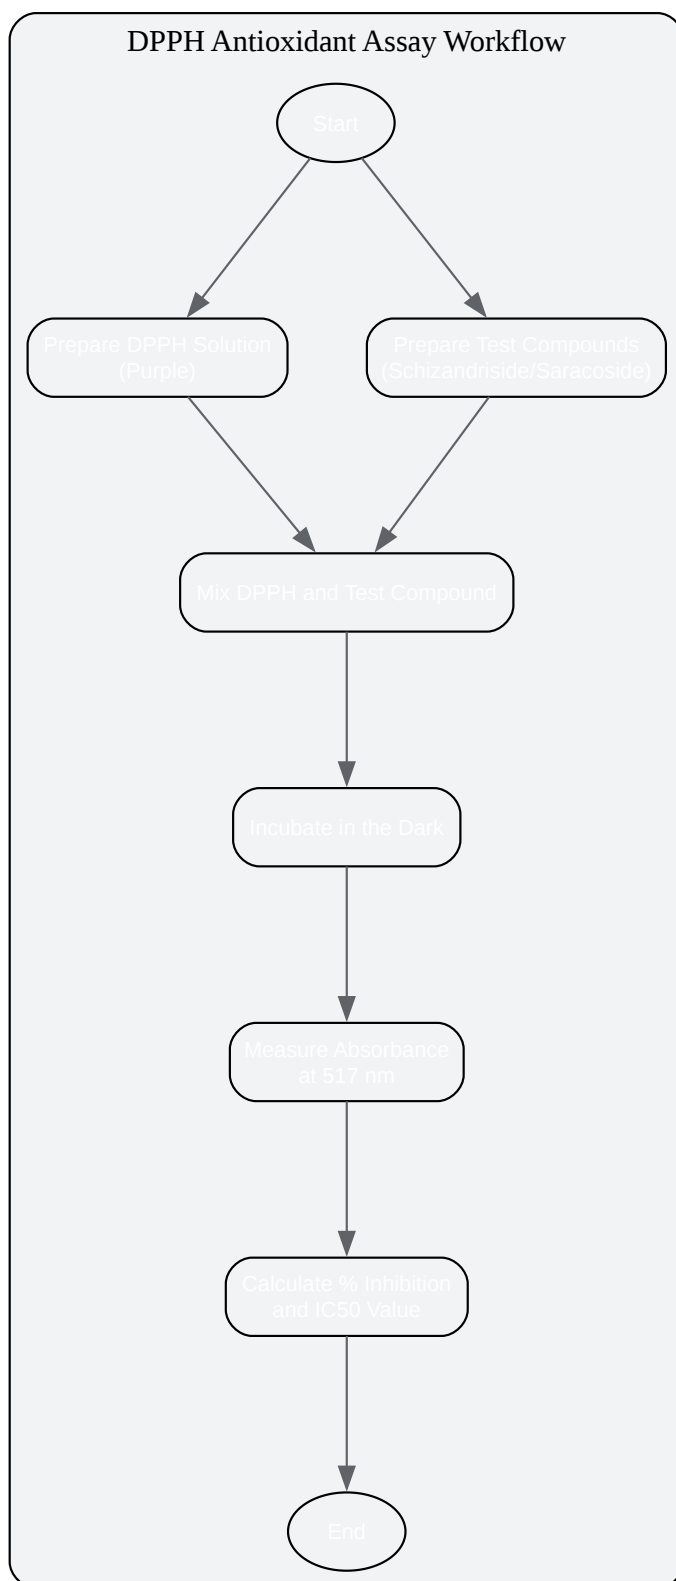 DPPH Antioxidant Assay Workflow
Start
Prepare DPPH Solution
(Purple)
Prepare Test Compounds
(Schizandriside/Saracoside)
Mix DPPH and Test Compound
Incubate in the Dark
Measure Absorbance
at 517 nm
Calculate % Inhibition
and IC50 Value
End